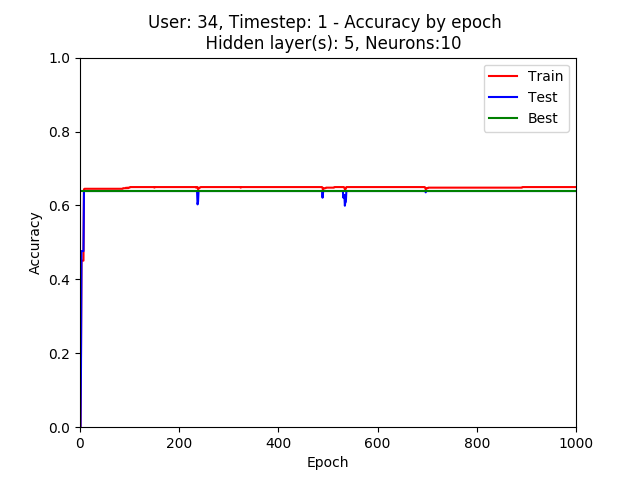 User: 34, Timestep: 1 - Accuracy by epoch
Hidden layer(s): 5, Neurons:10
1.0
0.8
0.6
0.4
0.2
0.0
Accuracy
Train
Test
Best
0
200
400
600
800
1000
Epoch